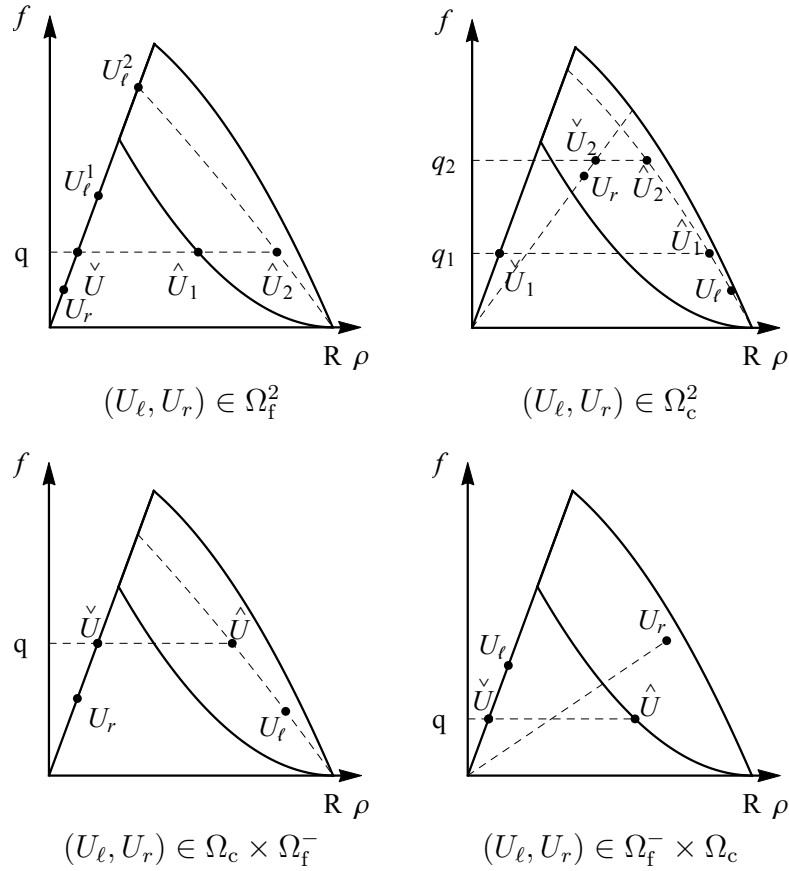 f
U_ℓ^2
U_ℓ^1
q
Ǔ
Û_1
Û_2
U_r
R ρ
(U_ℓ, U_r) ∈ Ω_f^2
f
q_2
Ǔ_2
U_r
Û_2
q_1
Û_1
Ǔ_1
U_ℓ
R ρ
(U_ℓ, U_r) ∈ Ω_c^2
f
q
Ǔ
Û
U_r
U_ℓ
R ρ
(U_ℓ, U_r) ∈ Ω_c × Ω_f^−
f
U_r
U_ℓ
q
Ǔ
Û
R ρ
(U_ℓ, U_r) ∈ Ω_f^− × Ω_c